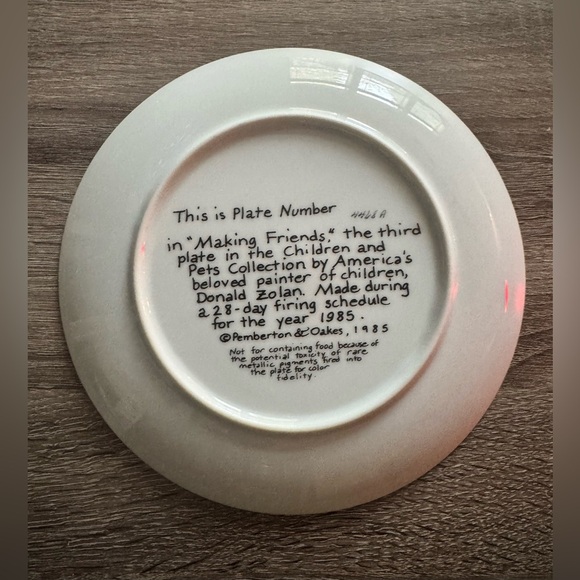 This is Plate Number 4466 A
in "Making Friends," the third
plate in the Children and
Pets Collection by America's
beloved painter of children,
Donald Zolan. Made during
a 28-day firing schedule
for the year 1985.
© Pemberton & Oakes, 1985
Not for containing food because of
the potential toxicity of rare
metallic pigments fired into
the plate for color
fidelity.